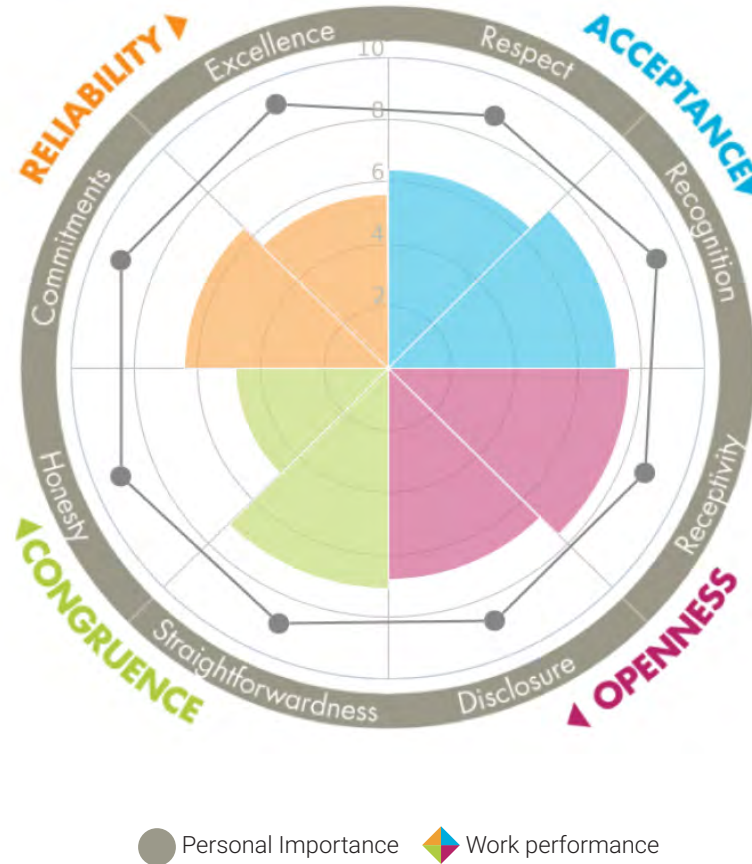 RELIABILITY
ACCEPTANCE
Excellence
Respect
Commitments
Recognition
10
8
6
4
2
Honesty
Receptivity
Straightforwardness
Disclosure
CONGRUENCE
OPENNESS
Personal Importance
Work performance